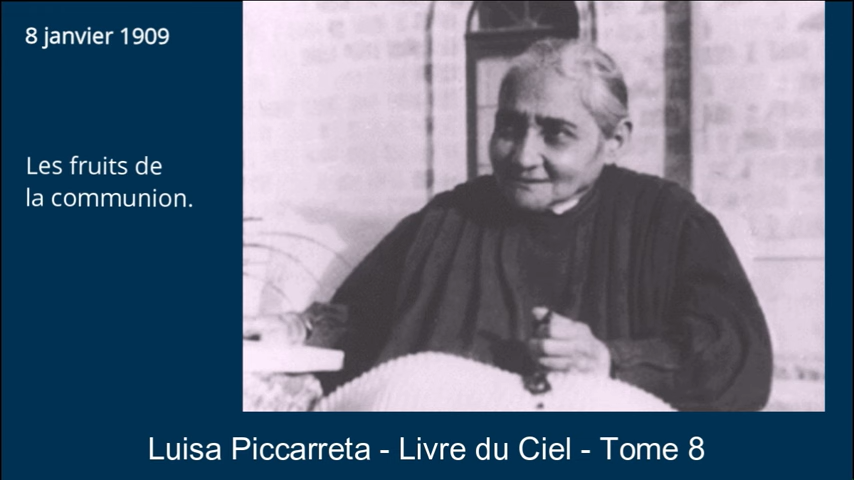 8 janvier 1909
Les fruits de
la communion.
Luisa Piccarreta - Livre du Ciel - Tome 8